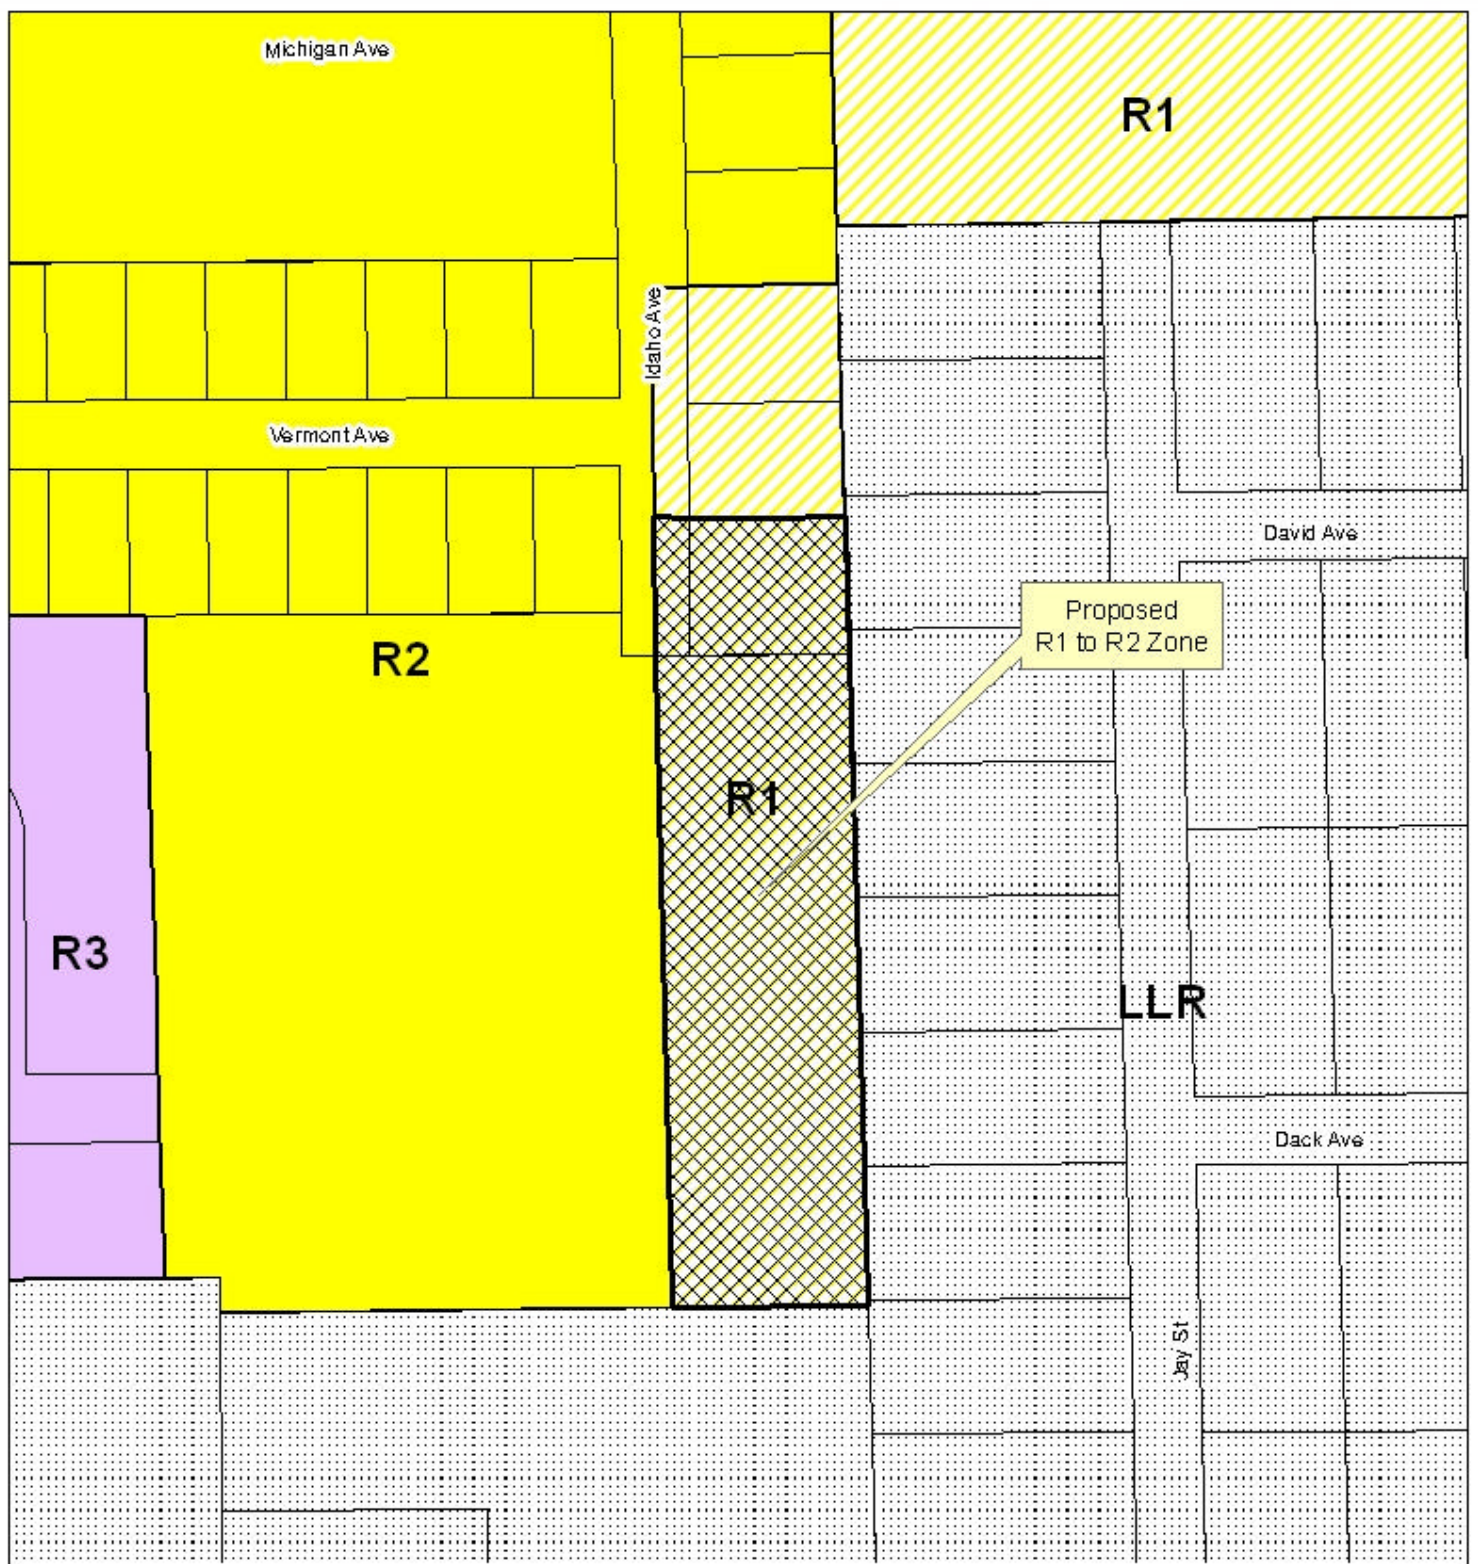 Michigan Ave
R1
Idaho Ave
Vermont Ave
David Ave
Proposed
R1 to R2 Zone
R2
R1
R3
LLR
Dack Ave
Jay St